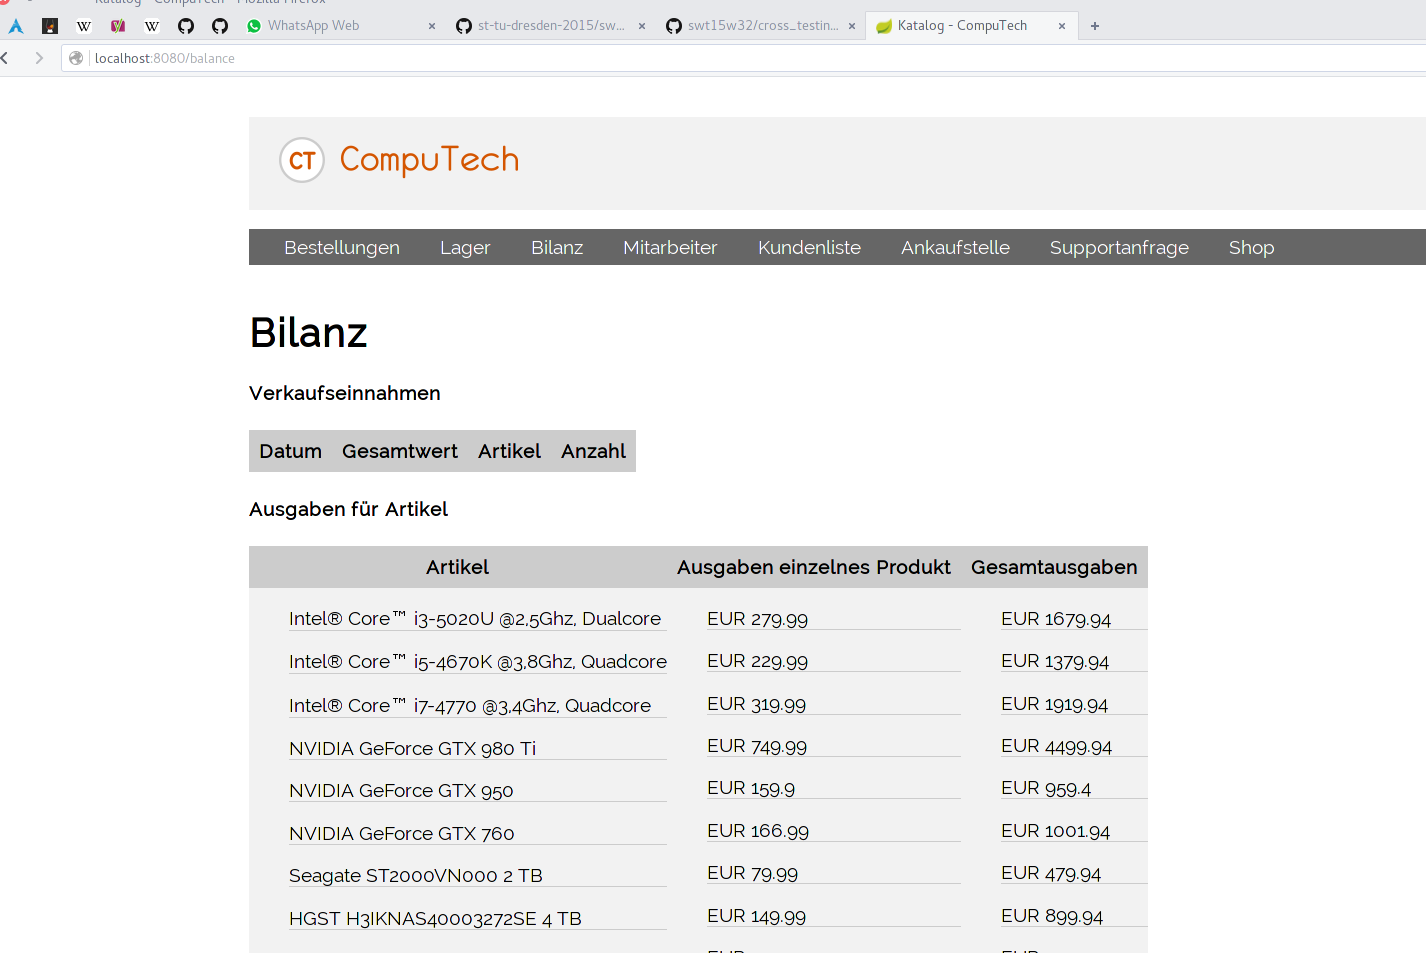 WhatsApp Web × st-tu-dresden-2015/sw... × swt15w32/cross_testin... × Katalog - CompuTech × +
localhost:8080/balance
CT CompuTech
Bestellungen Lager Bilanz Mitarbeiter Kundenliste Ankaufstelle Supportanfrage Shop
Bilanz
Verkaufseinnahmen
Datum Gesamtwert Artikel Anzahl
Ausgaben für Artikel
Artikel Ausgaben einzelnes Produkt Gesamtausgaben
Intel® Core™ i3-5020U @2,5Ghz, Dualcore EUR 279.99 EUR 1679.94
Intel® Core™ i5-4670K @3,8Ghz, Quadcore EUR 229.99 EUR 1379.94
Intel® Core™ i7-4770 @3,4Ghz, Quadcore EUR 319.99 EUR 1919.94
NVIDIA GeForce GTX 980 Ti EUR 749.99 EUR 4499.94
NVIDIA GeForce GTX 950 EUR 159.9 EUR 959.4
NVIDIA GeForce GTX 760 EUR 166.99 EUR 1001.94
Seagate ST2000VN000 2 TB EUR 79.99 EUR 479.94
HGST H3IKNAS40003272SE 4 TB EUR 149.99 EUR 899.94